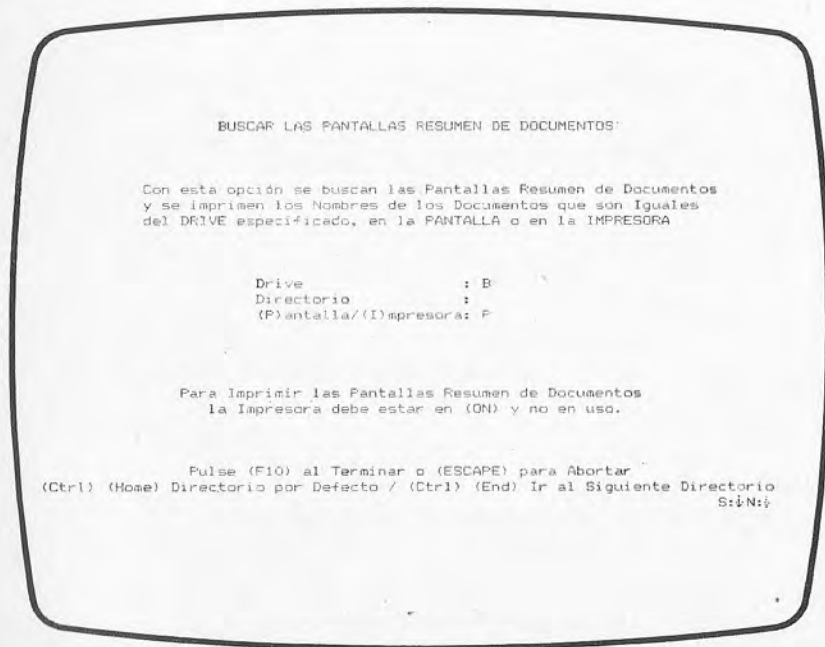 BUSCAR LAS PANTALLAS RESUMEN DE DOCUMENTOS
Con esta opción se buscan las Pantallas Resumen de Documentos
y se imprimen los Nombres de los Documentos que son Iguales
del DRIVE especificado, en la PANTALLA o en la IMPRESORA
Drive : B
Directorio :
(P)antalla/(I)mpresora: P
Para Imprimir las Pantallas Resumen de Documentos
la Impresora debe estar en (ON) y no en uso.
Pulse (F10) al Terminar o (ESCAPE) para Abortar
(Ctrl) (Home) Directorio por Defecto / (Ctrl) (End) Ir al Siguiente Directorio
S:↓N:↓